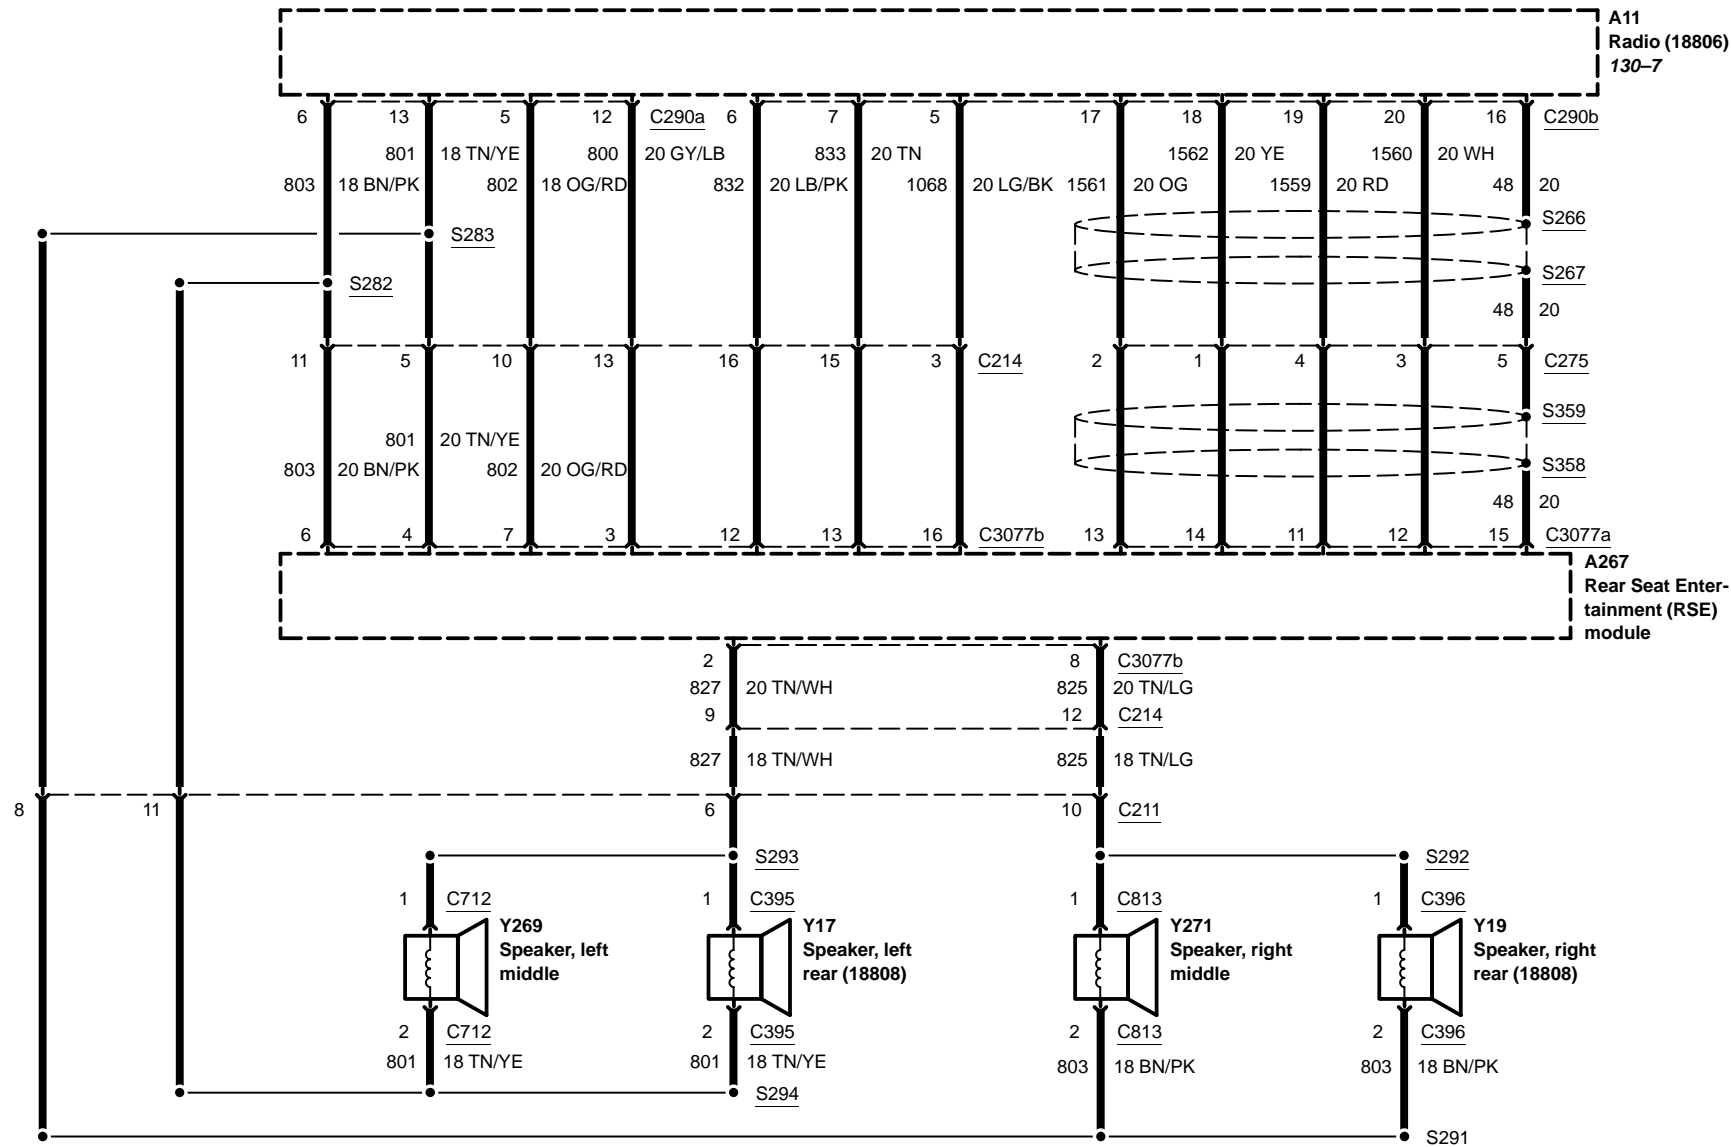 A11
Radio (18806)
130–7
6 13 5 12 C290a 6 7 5 17 18 19 20 16 C290b
801 18 TN/YE 800 20 GY/LB 833 20 TN 1562 20 YE 1560 20 WH
803 18 BN/PK 802 18 OG/RD 832 20 LB/PK 1068 20 LG/BK 1561 20 OG 1559 20 RD 48 20
S266
S283
S267
S282
48 20
11 5 10 13 16 15 3 C214 2 1 4 3 5 C275
S359
801 20 TN/YE
803 20 BN/PK 802 20 OG/RD
S358
48 20
6 4 7 3 12 13 16 C3077b 13 14 11 12 15 C3077a
A267
Rear Seat Enter-
tainment (RSE)
module
2 8 C3077b
827 20 TN/WH 825 20 TN/LG
9 12 C214
827 18 TN/WH 825 18 TN/LG
8 11 6 10 C211
S293 S292
1 C712 1 C395 1 C813 1 C396
Y269 Y17 Y271 Y19
Speaker, left Speaker, left Speaker, right Speaker, right
middle rear (18808) middle rear (18808)
2 C712 2 C395 2 C813 2 C396
801 18 TN/YE 801 18 TN/YE 803 18 BN/PK 803 18 BN/PK
S294
S291